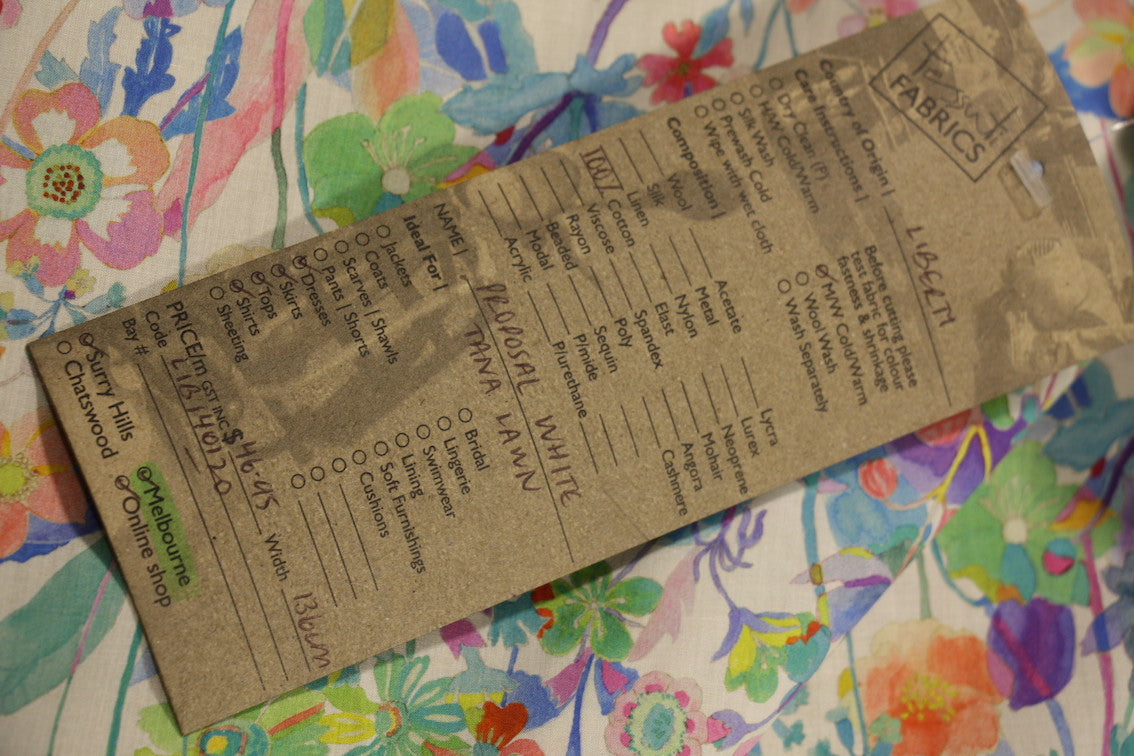 Tessuti
FABRICS
Country of Origin | LIBERTY
Care Instructions |
Dry Clean (P)
H/W Cold/Warm
Silk Wash
Prewash Cold
Wipe with wet cloth
Before cutting please
test fabric for colour
fastness & shrinkage
M/W Cold/Warm
Wool Wash
Wash Separately
Composition |
Wool
Silk
Linen
100% Cotton
Viscose
Rayon
Beaded
Modal
Acrylic
Acetate
Metal
Nylon
Elast
Spandex
Poly
Sequin
P/mide
P/urethane
Lycra
Lurex
Neoprene
Mohair
Angora
Cashmere
NAME | PROPOSAL WHITE
TANA LAWN
Ideal For |
Jackets
Coats
Scarves | Shawls
Pants | Shorts
Dresses
Skirts
Tops
Shirts
Sheeting
Bridal
Lingerie
Swimwear
Lining
Soft Furnishings
Cushions
PRICE/m GST INC $46.95 Width 136cm
Code LIB140120
Bay #
Surry Hills
Chatswood
Melbourne
Online shop